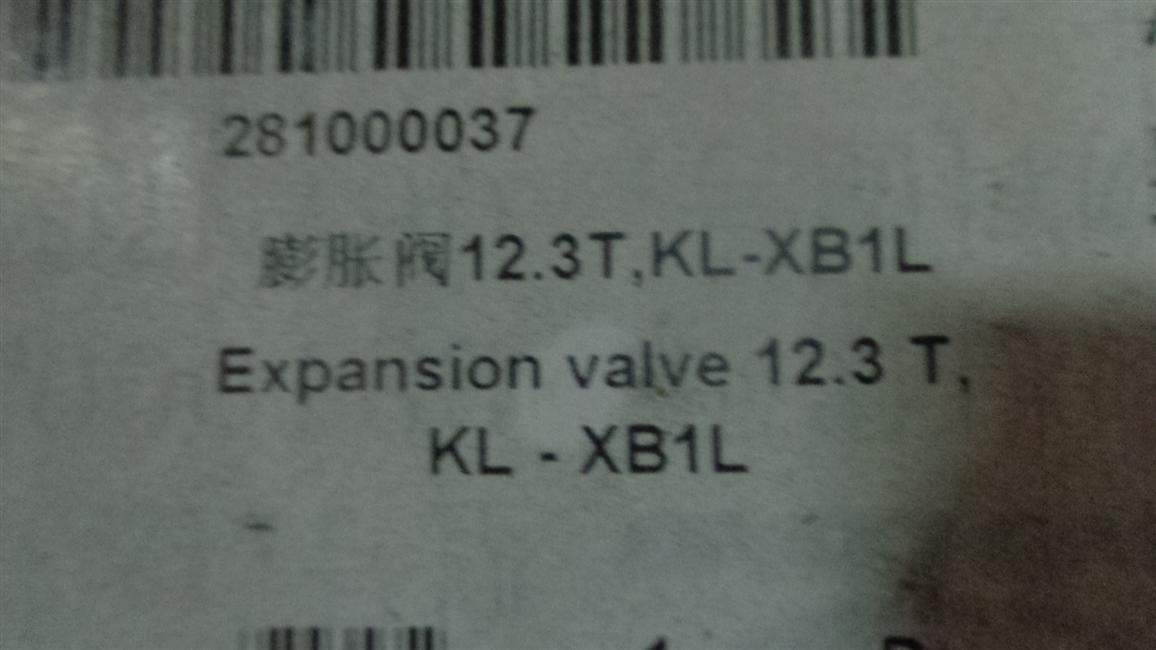 281000037
膨胀阀12.3T,KL-XB1L
Expansion valve 12.3 T,
KL - XB1L